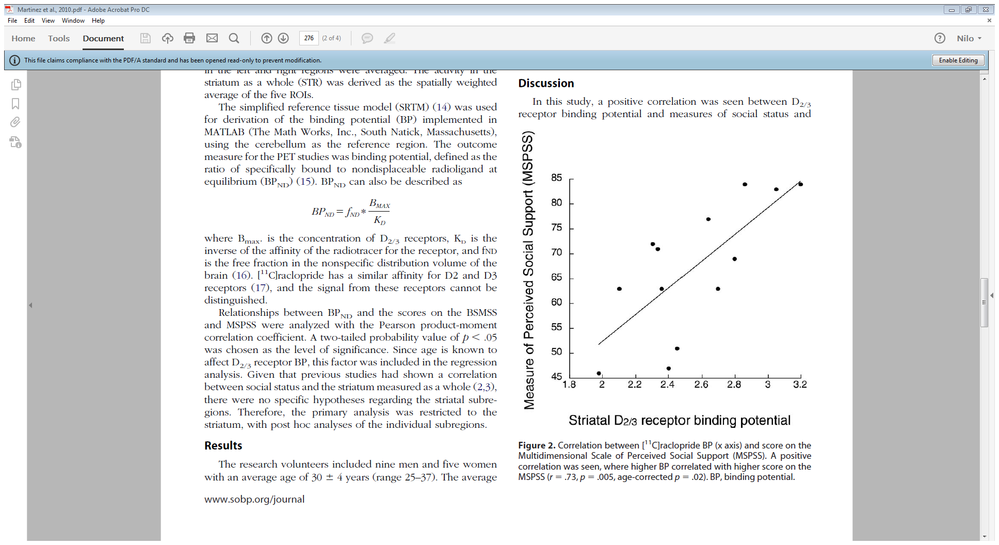 Martinez et al., 2010.pdf - Adobe Acrobat Pro DC
File Edit View Window Help
Home Tools Document 276 (2 of 4) Nilo
This file claims compliance with the PDF/A standard and has been opened read-only to prevent modification. Enable Editing
in the left and right regions were averaged. The activity in the
striatum as a whole (STR) was derived as the spatially weighted
average of the five ROIs.
The simplified reference tissue model (SRTM) (14) was used
for derivation of the binding potential (BP) implemented in
MATLAB (The Math Works, Inc., South Natick, Massachusetts),
using the cerebellum as the reference region. The outcome
measure for the PET studies was binding potential, defined as the
ratio of specifically bound to nondisplaceable radioligand at
equilibrium (BPND) (15). BPND can also be described as
BPND = fND * BMAX / KD
where Bmax. is the concentration of D2/3 receptors, KD is the
inverse of the affinity of the radiotracer for the receptor, and fND
is the free fraction in the nonspecific distribution volume of the
brain (16). [11C]raclopride has a similar affinity for D2 and D3
receptors (17), and the signal from these receptors cannot be
distinguished.
Relationships between BPND and the scores on the BSMSS
and MSPSS were analyzed with the Pearson product-moment
correlation coefficient. A two-tailed probability value of p < .05
was chosen as the level of significance. Since age is known to
affect D2/3 receptor BP, this factor was included in the regression
analysis. Given that previous studies had shown a correlation
between social status and the striatum measured as a whole (2,3),
there were no specific hypotheses regarding the striatal subre-
gions. Therefore, the primary analysis was restricted to the
striatum, with post hoc analyses of the individual subregions.
Results
The research volunteers included nine men and five women
with an average age of 30 ± 4 years (range 25–37). The average
www.sobp.org/journal
Discussion
In this study, a positive correlation was seen between D2/3
receptor binding potential and measures of social status and
Measure of Perceived Social Support (MSPSS)
85
80
75
70
65
60
55
50
45
1.8 2 2.2 2.4 2.6 2.8 3 3.2
Striatal D2/3 receptor binding potential
Figure 2. Correlation between [11C]raclopride BP (x axis) and score on the
Multidimensional Scale of Perceived Social Support (MSPSS). A positive
correlation was seen, where higher BP correlated with higher score on the
MSPSS (r = .73, p = .005, age-corrected p = .02). BP, binding potential.